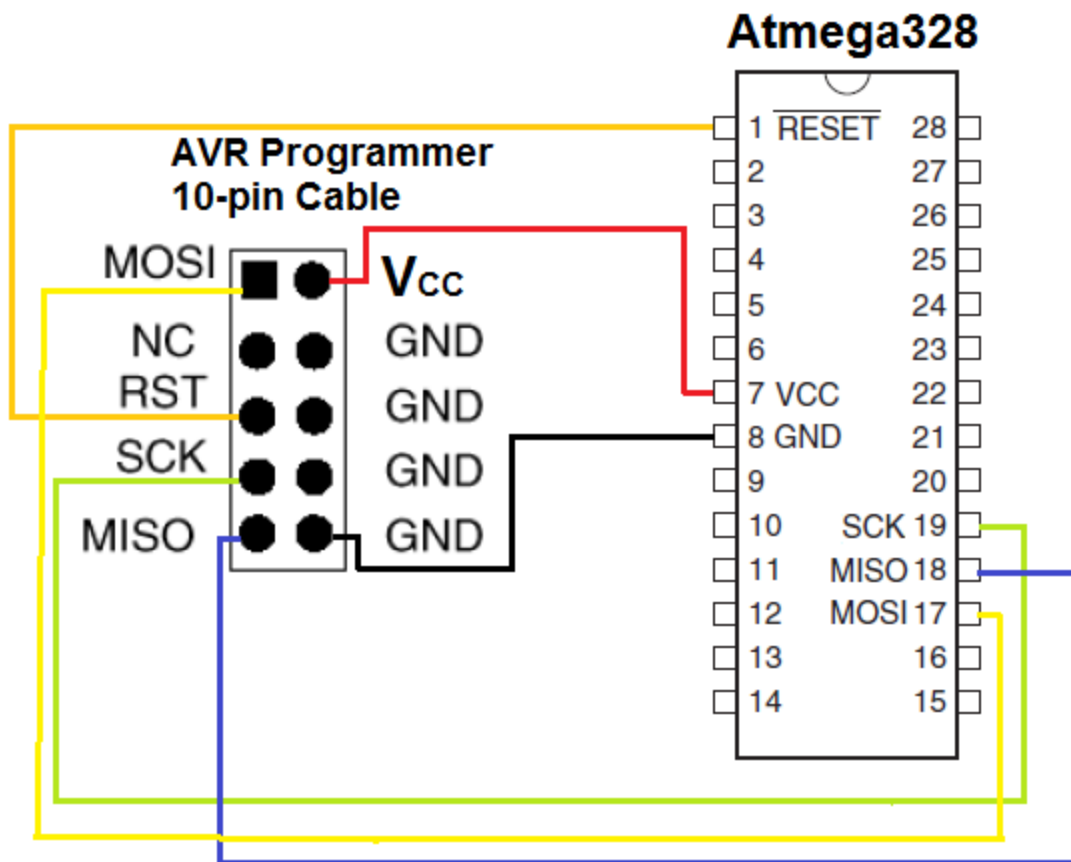 Atmega328
AVR Programmer
10-pin Cable
MOSI
VCC
NC
GND
RST
GND
SCK
GND
MISO
GND
1 RESET 28
2 27
3 26
4 25
5 24
6 23
7 VCC 22
8 GND 21
9 20
10 SCK 19
11 MISO 18
12 MOSI 17
13 16
14 15